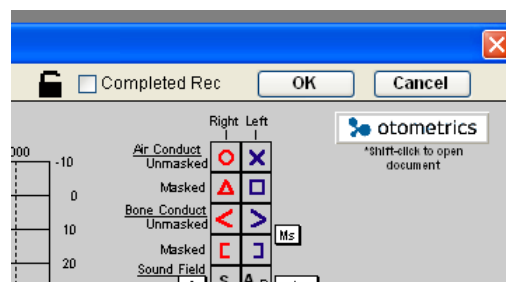 Completed Rec
OK
Cancel
Right Left
otometrics
*Shift-click to open
document
000
-10
0
10
20
Air Conduct
Unmasked
Masked
Bone Conduct
Unmasked
Masked
Ms
Sound Field
S
A